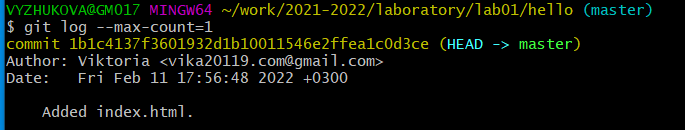 VYZHUKOVA@GM017 MINGW64 ~/work/2021-2022/laboratory/lab01/hello (master)
$ git log --max-count=1
commit 1b1c4137f3601932d1b10011546e2ffea1c0d3ce (HEAD -> master)
Author: Viktoria <vika20119.com@gmail.com>
Date:   Fri Feb 11 17:56:48 2022 +0300
    Added index.html.